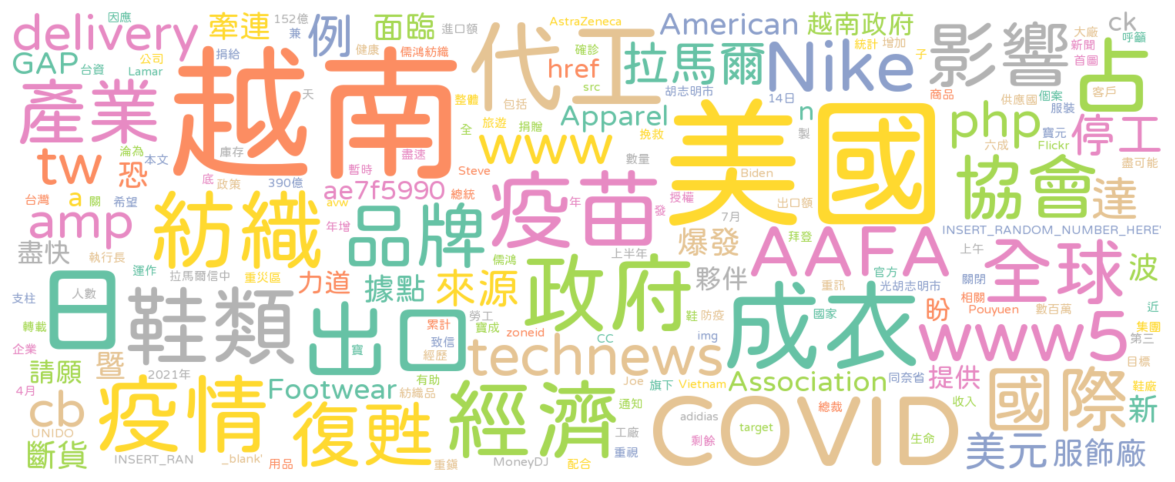 因應
152億
AstraZeneca
進口額
American
越南政府
ck
呼籲
delivery
捐給
牽連
例
兼
面臨
代工
確診
統計
增加
大廠
新聞
影響
占
GAP
台資
公司
Lamar
健康
儒鴻紡織
href
拉馬爾
Nike
子
首圖
產業
越南
天
整體
包括
src
胡志明市
14日
商品
供應國
個案
客戶
服裝
tw
恐
淪為
本文
庫存
全
旅遊
捐贈
Apparel
挽救
n
製
php
寶元
Flickr
停工
六成
盡可能
www
美國
台灣
a
關
底
政策
希望
390億
暫時
盡速
ae7f5990
總統
Steve
數量
Biden
授權
出口額
協會
達
amp
紡織
avw
年增
品牌
疫苗
年
發
7月
拜登
爆發
INSERT_RANDOM_NUMBER_HERE'
盡快
執行長
運作
拉馬爾信中
重災區
力道
據點
來源
儒鴻
上半年
政府
夥伴
AAFA
官方
上午
關閉
全球
波
支柱
日
人數
鞋類
出口
寶
累計
經歷
勞工
寶成
致信
zoneid
鞋
防疫
CC
img
重訊
國家
光胡志明市
成衣
盼
相關
Pouyuen
數百萬
近
轉載
集團
第三
企業
technews
www5
請願
暨
2021年
Footwear
有助
紡織品
Joe
旗下
Vietnam
Association
同奈省
提供
目標
鞋廠
4月
cb
疫情
復甦
經濟
通知
COVID
收入
國際
新
UNIDO
adidias
總裁
target
斷貨
INSERT_RAN
_blank'
用品
重鎮
MoneyDJ
工廠
配合
重視
剩餘
生命
美元
服飾廠